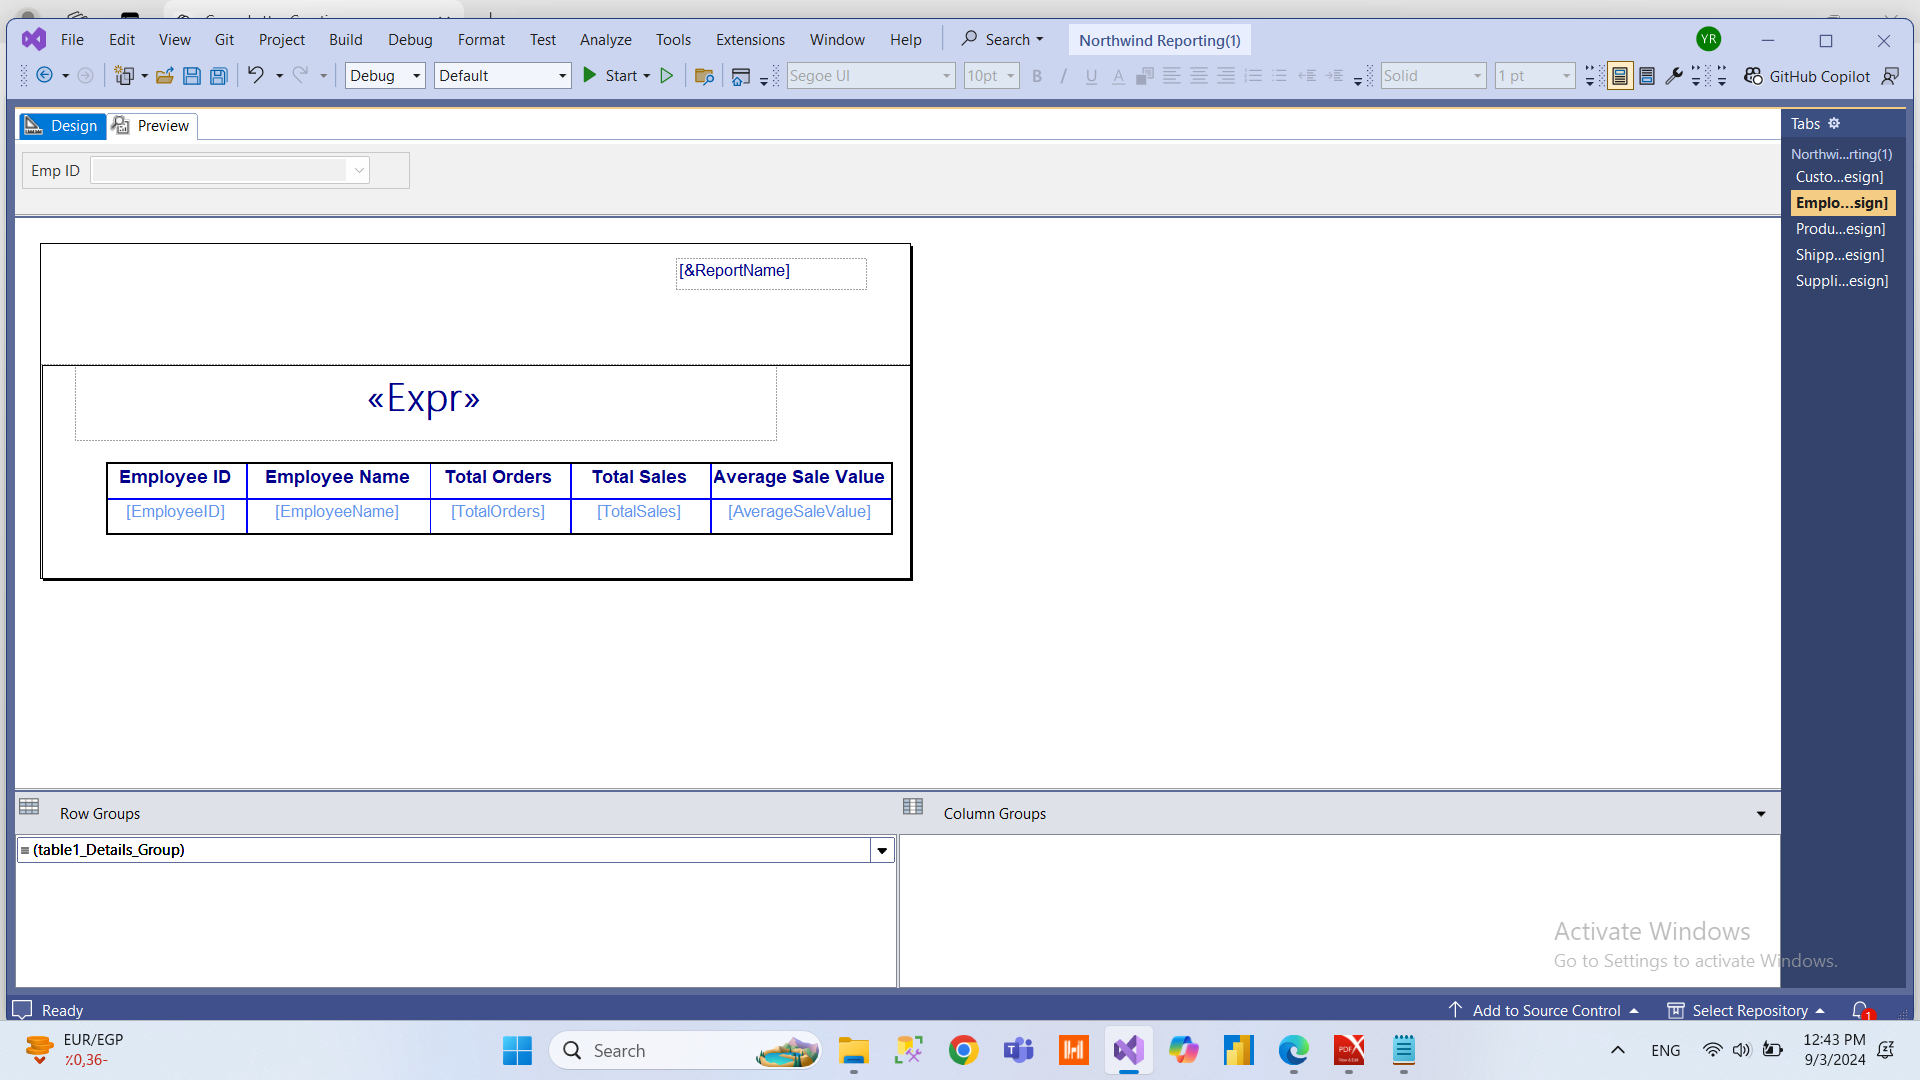 File Edit View Git Project Build Debug Format Test Analyze Tools Extensions Window Help Search Northwind Reporting(1) YR
Debug Default Start Segoe UI 10pt B I U A Solid 1 pt GitHub Copilot
Design Preview
Tabs
Emp ID
Northwi...rting(1)
Custo...esign]
Emplo...sign]
Produ...esign]
Shipp...esign]
Suppli...esign]
[&ReportName]
«Expr»
Employee ID Employee Name Total Orders Total Sales Average Sale Value
[EmployeeID] [EmployeeName] [TotalOrders] [TotalSales] [AverageSaleValue]
Row Groups Column Groups
(table1_Details_Group)
Activate Windows
Go to Settings to activate Windows.
Ready Add to Source Control Select Repository 1
EUR/EGP
٪0,36-
Search
ENG
12:43 PM
9/3/2024